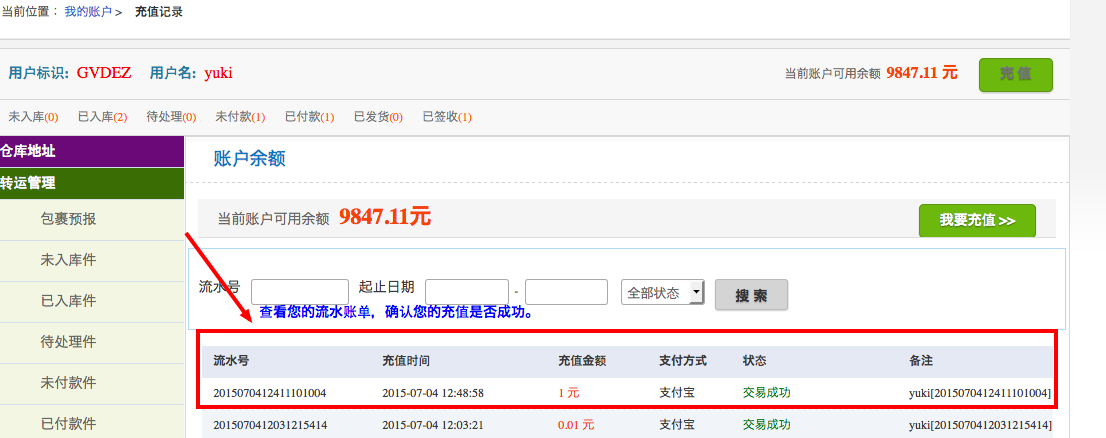 当前位置： 我的账户 > 充值记录
用户标识: GVDEZ 用户名: yuki 当前账户可用余额 9847.11 元 充 值
未入库(0) 已入库(2) 待处理(0) 未付款(1) 已付款(1) 已发货(0) 已签收(1)
仓库地址
转运管理
包裹预报
未入库件
已入库件
待处理件
未付款件
已付款件
账户余额
当前账户可用余额 9847.11元 我要充值 >>
流水号 起止日期 - 全部状态 搜 索
查看您的流水账单，确认您的充值是否成功。
流水号 充值时间 充值金额 支付方式 状态 备注
2015070412411101004 2015-07-04 12:48:58 1 元 支付宝 交易成功 yuki[2015070412411101004]
2015070412031215414 2015-07-04 12:03:21 0.01 元 支付宝 交易成功 yuki[2015070412031215414]